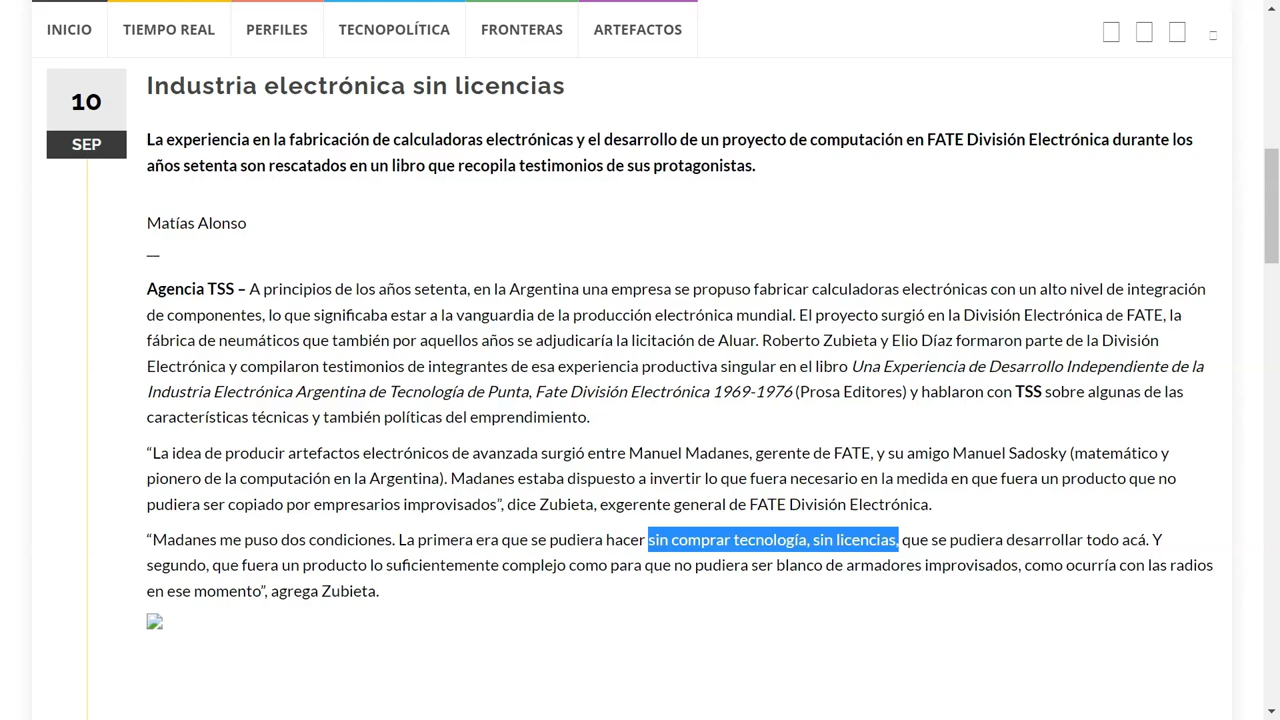 INICIO TIEMPO REAL PERFILES TECNOPOLÍTICA FRONTERAS ARTEFACTOS
10
SEP
Industria electrónica sin licencias
La experiencia en la fabricación de calculadoras electrónicas y el desarrollo de un proyecto de computación en FATE División Electrónica durante los
años setenta son rescatados en un libro que recopila testimonios de sus protagonistas.
Matías Alonso
—
Agencia TSS – A principios de los años setenta, en la Argentina una empresa se propuso fabricar calculadoras electrónicas con un alto nivel de integración
de componentes, lo que significaba estar a la vanguardia de la producción electrónica mundial. El proyecto surgió en la División Electrónica de FATE, la
fábrica de neumáticos que también por aquellos años se adjudicaría la licitación de Aluar. Roberto Zubieta y Elio Díaz formaron parte de la División
Electrónica y compilaron testimonios de integrantes de esa experiencia productiva singular en el libro Una Experiencia de Desarrollo Independiente de la
Industria Electrónica Argentina de Tecnología de Punta, Fate División Electrónica 1969-1976 (Prosa Editores) y hablaron con TSS sobre algunas de las
características técnicas y también políticas del emprendimiento.
“La idea de producir artefactos electrónicos de avanzada surgió entre Manuel Madanes, gerente de FATE, y su amigo Manuel Sadosky (matemático y
pionero de la computación en la Argentina). Madanes estaba dispuesto a invertir lo que fuera necesario en la medida en que fuera un producto que no
pudiera ser copiado por empresarios improvisados”, dice Zubieta, exgerente general de FATE División Electrónica.
“Madanes me puso dos condiciones. La primera era que se pudiera hacer sin comprar tecnología, sin licencias, que se pudiera desarrollar todo acá. Y
segundo, que fuera un producto lo suficientemente complejo como para que no pudiera ser blanco de armadores improvisados, como ocurría con las radios
en ese momento”, agrega Zubieta.